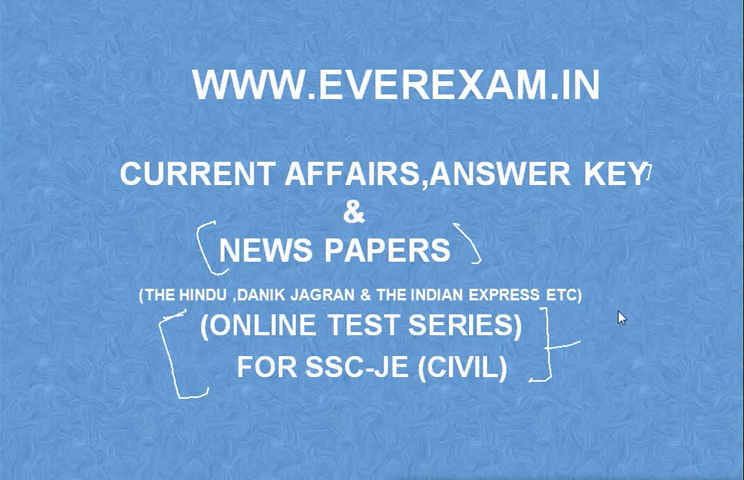 WWW.EVEREXAM.IN
CURRENT AFFAIRS,ANSWER KEY
&
NEWS PAPERS
(THE HINDU ,DANIK JAGRAN & THE INDIAN EXPRESS ETC)
(ONLINE TEST SERIES)
FOR SSC-JE (CIVIL)